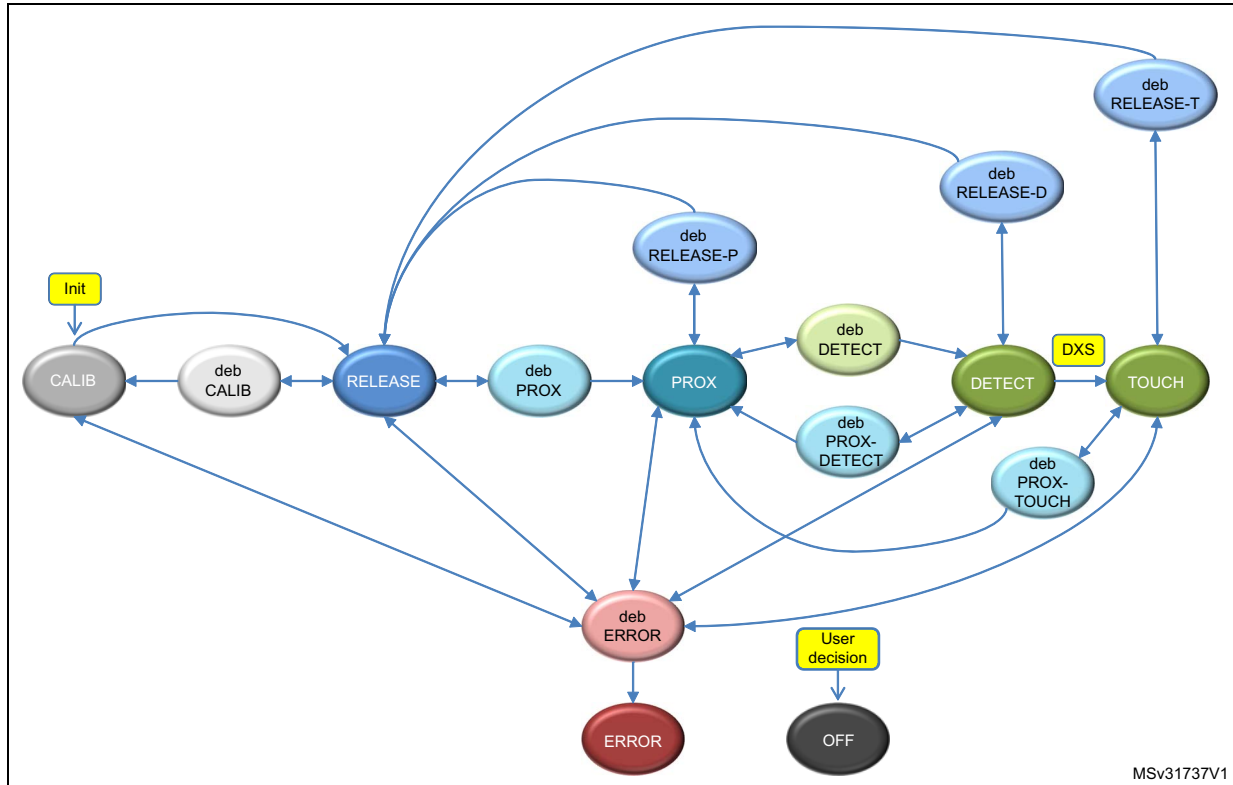 deb
RELEASE-T
deb
RELEASE-D
deb
RELEASE-P
Init
deb
DETECT
DXS
CALIB
deb
CALIB
RELEASE
deb
PROX
PROX
DETECT
TOUCH
deb
PROX-
DETECT
deb
PROX-
TOUCH
deb
ERROR
User
decision
ERROR
OFF
MSv31737V1